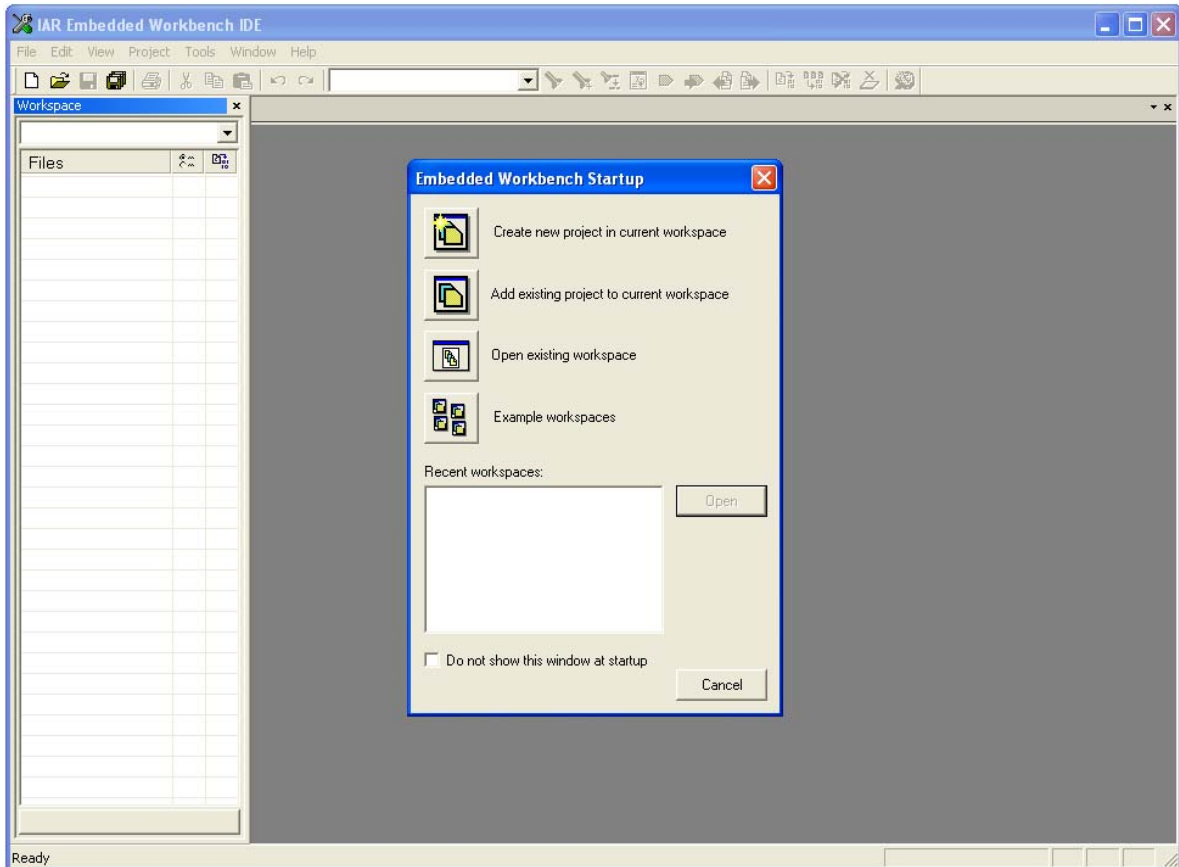 IAR Embedded Workbench IDE
File Edit View Project Tools Window Help
Workspace
Files
Embedded Workbench Startup
Create new project in current workspace
Add existing project to current workspace
Open existing workspace
Example workspaces
Recent workspaces:
Open
Do not show this window at startup
Cancel
Ready